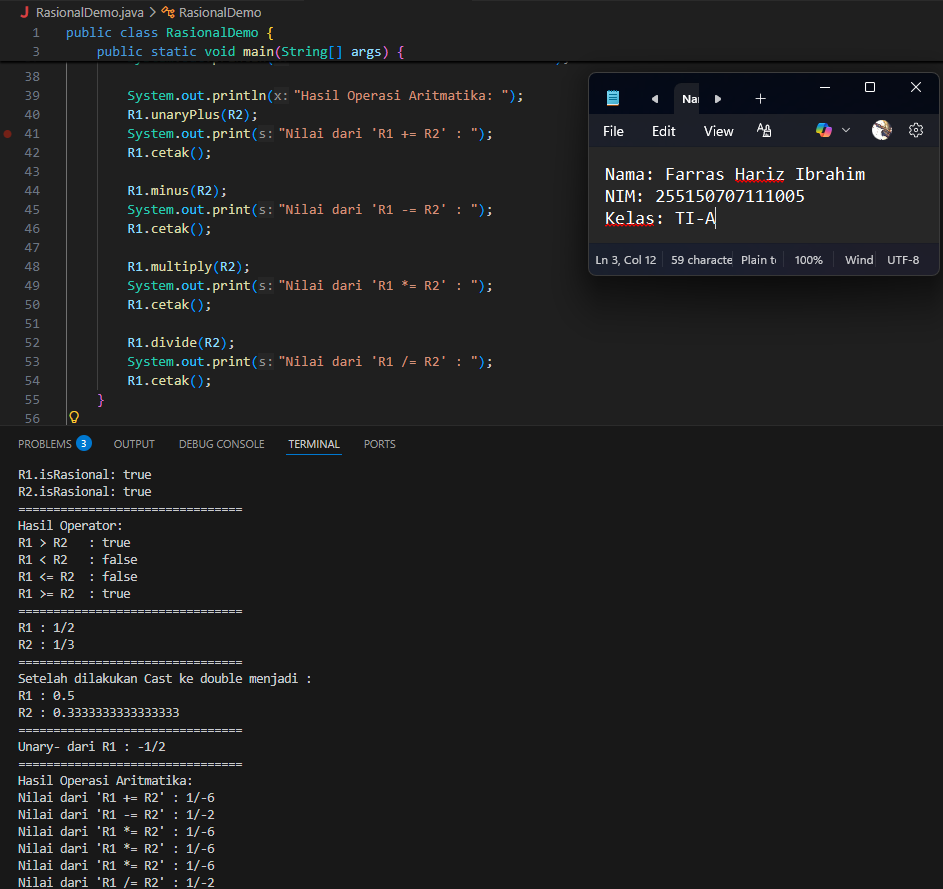 RasionalDemo.java > RasionalDemo
1 public class RasionalDemo {
3 public static void main(String[] args) {
38
39 System.out.println(x: "Hasil Operasi Aritmatika: ");
40 R1.unaryPlus(R2);
41 System.out.print(s: "Nilai dari 'R1 += R2' : ");
42 R1.cetak();
43
44 R1.minus(R2);
45 System.out.print(s: "Nilai dari 'R1 -= R2' : ");
46 R1.cetak();
47
48 R1.multiply(R2);
49 System.out.print(s: "Nilai dari 'R1 *= R2' : ");
50 R1.cetak();
51
52 R1.divide(R2);
53 System.out.print(s: "Nilai dari 'R1 /= R2' : ");
54 R1.cetak();
55 }
56
Na
File Edit View
Nama: Farras Hariz Ibrahim
NIM: 255150707111005
Kelas: TI-A
Ln 3, Col 12 59 characte Plain t 100% Wind UTF-8
PROBLEMS 3 OUTPUT DEBUG CONSOLE TERMINAL PORTS
R1.isRasional: true
R2.isRasional: true
================================
Hasil Operator:
R1 > R2 : true
R1 < R2 : false
R1 <= R2 : false
R1 >= R2 : true
================================
R1 : 1/2
R2 : 1/3
================================
Setelah dilakukan Cast ke double menjadi :
R1 : 0.5
R2 : 0.3333333333333333
================================
Unary- dari R1 : -1/2
================================
Hasil Operasi Aritmatika:
Nilai dari 'R1 += R2' : 1/-6
Nilai dari 'R1 -= R2' : 1/-2
Nilai dari 'R1 *= R2' : 1/-6
Nilai dari 'R1 *= R2' : 1/-6
Nilai dari 'R1 *= R2' : 1/-6
Nilai dari 'R1 /= R2' : 1/-2